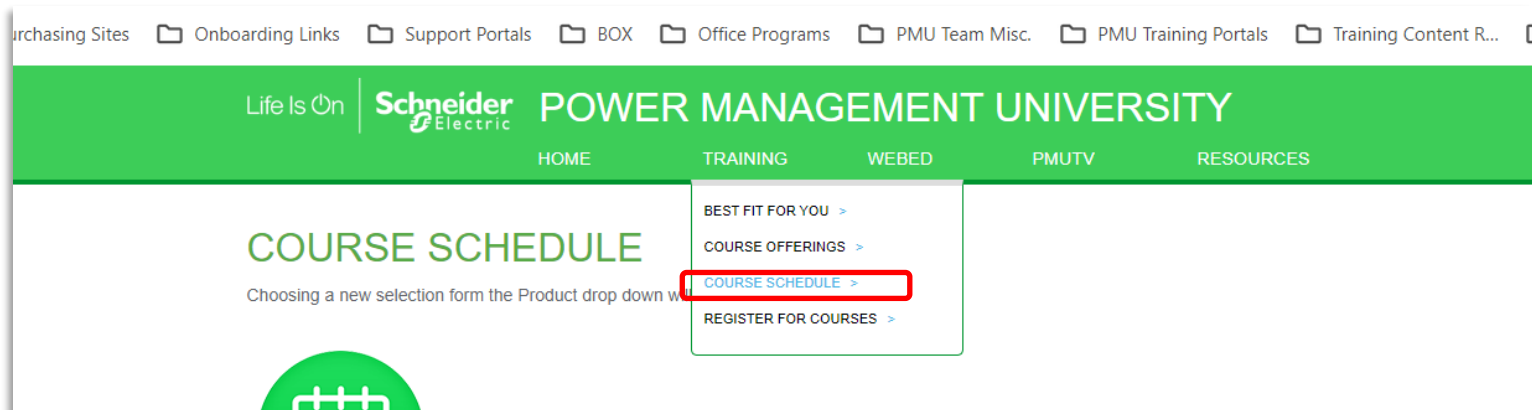 Sites Onboarding Links Support Portals BOX Office Programs PMU Team Misc. PMU Training Portals Training Content R...
Life Is On Schneider Electric POWER MANAGEMENT UNIVERSITY
HOME TRAINING WEBED PMUTV RESOURCES
BEST FIT FOR YOU >
COURSE SCHEDULE
COURSE OFFERINGS >
COURSE SCHEDULE >
Choosing a new selection form the Product drop down
REGISTER FOR COURSES >